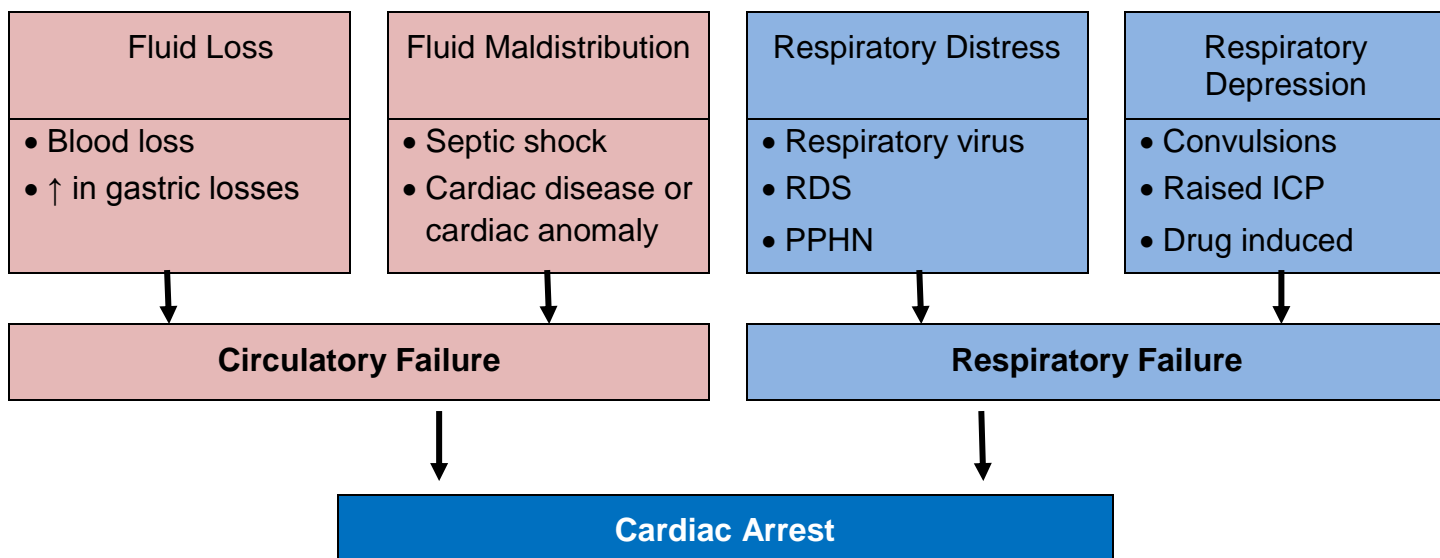 Fluid Loss
• Blood loss
• ↑ in gastric losses
Fluid Maldistribution
• Septic shock
• Cardiac disease or
cardiac anomaly
Respiratory Distress
• Respiratory virus
• RDS
• PPHN
Respiratory
Depression
• Convulsions
• Raised ICP
• Drug induced
Circulatory Failure
Respiratory Failure
Cardiac Arrest